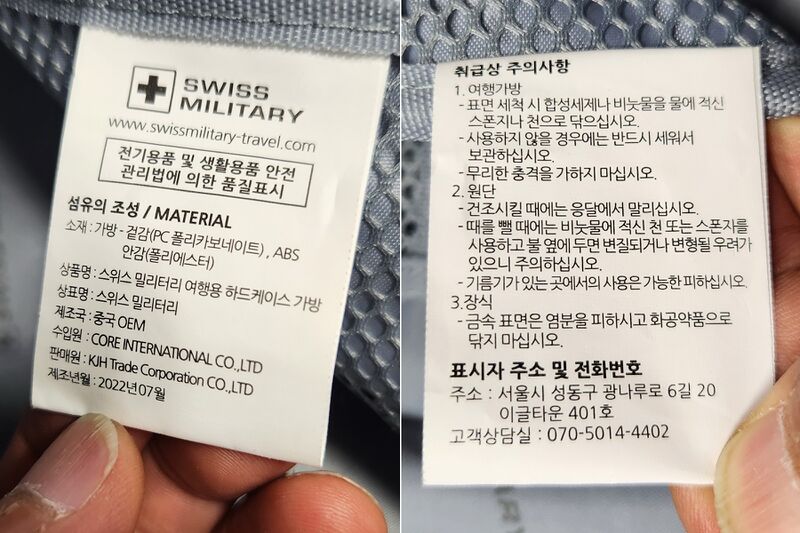 SWISS
MILITARY
www.swissmilitary-travel.com
전기용품 및 생활용품 안전
관리법에 의한 품질표시
섬유의 조성 / MATERIAL
소재 : 가방 - 겉감(PC 폴리카보네이트) , ABS
안감(폴리에스터)
상품명 : 스위스 밀리터리 여행용 하드케이스 가방
상표명 : 스위스 밀리터리
제조국 : 중국 OEM
수입원 : CORE INTERNATIONAL CO.,LTD
판매원 : KJH Trade Corporation CO.,LTD
제조년월 : 2022년07월
취급상 주의사항
1. 여행가방
- 표면 세척 시 합성세제나 비눗물을 물에 적신
스폰지나 천으로 닦으십시오.
- 사용하지 않을 경우에는 반드시 세워서
보관하십시오.
- 무리한 충격을 가하지 마십시오.
2. 원단
- 건조시킬 때에는 응달에서 말리십시오.
- 때를 뺄 때에는 비눗물에 적신 천 또는 스폰지를
사용하고 불 옆에 두면 변질되거나 변형될 우려가
있으니 주의하십시오.
- 기름기가 있는 곳에서의 사용은 가능한 피하십시오.
3.장식
- 금속 표면은 염분을 피하시고 화공약품으로
닦지 마십시오.
표시자 주소 및 전화번호
주소 : 서울시 성동구 광나루로 6길 20
이글타운 401호
고객상담실 : 070-5014-4402